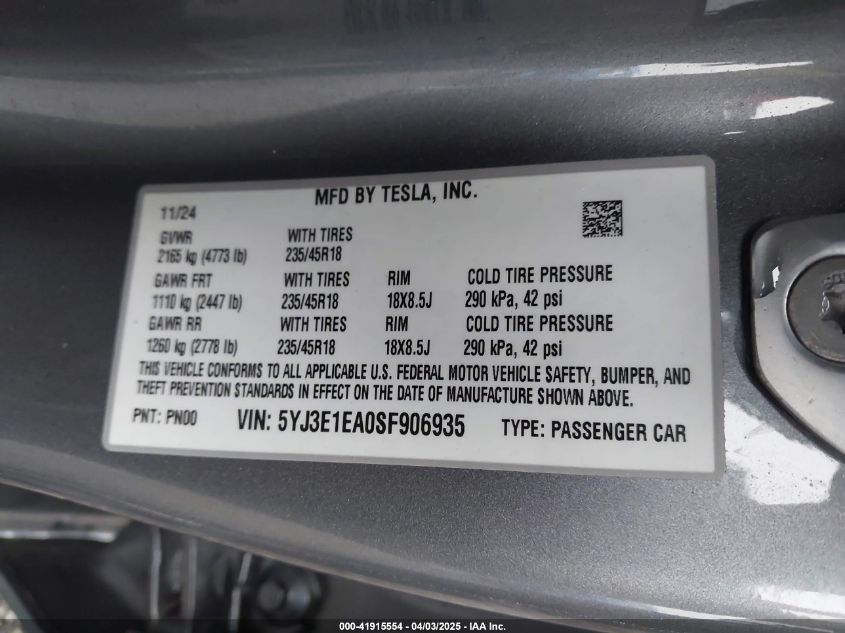 MFD BY TESLA, INC.
11/24
GVWR WITH TIRES
2165 kg (4773 lb) 235/45R18
GAWR FRT WITH TIRES RIM COLD TIRE PRESSURE
1110 kg (2447 lb) 235/45R18 18X8.5J 290 kPa, 42 psi
GAWR RR WITH TIRES RIM COLD TIRE PRESSURE
1260 kg (2778 lb) 235/45R18 18X8.5J 290 kPa, 42 psi
THIS VEHICLE CONFORMS TO ALL APPLICABLE U.S. FEDERAL MOTOR VEHICLE SAFETY, BUMPER, AND
THEFT PREVENTION STANDARDS IN EFFECT ON THE DATE OF MANUFACTURE SHOWN ABOVE.
PNT: PN00 VIN: 5YJ3E1EA0SF906935 TYPE: PASSENGER CAR
000-41915554 - 04/03/2025 - IAA Inc.